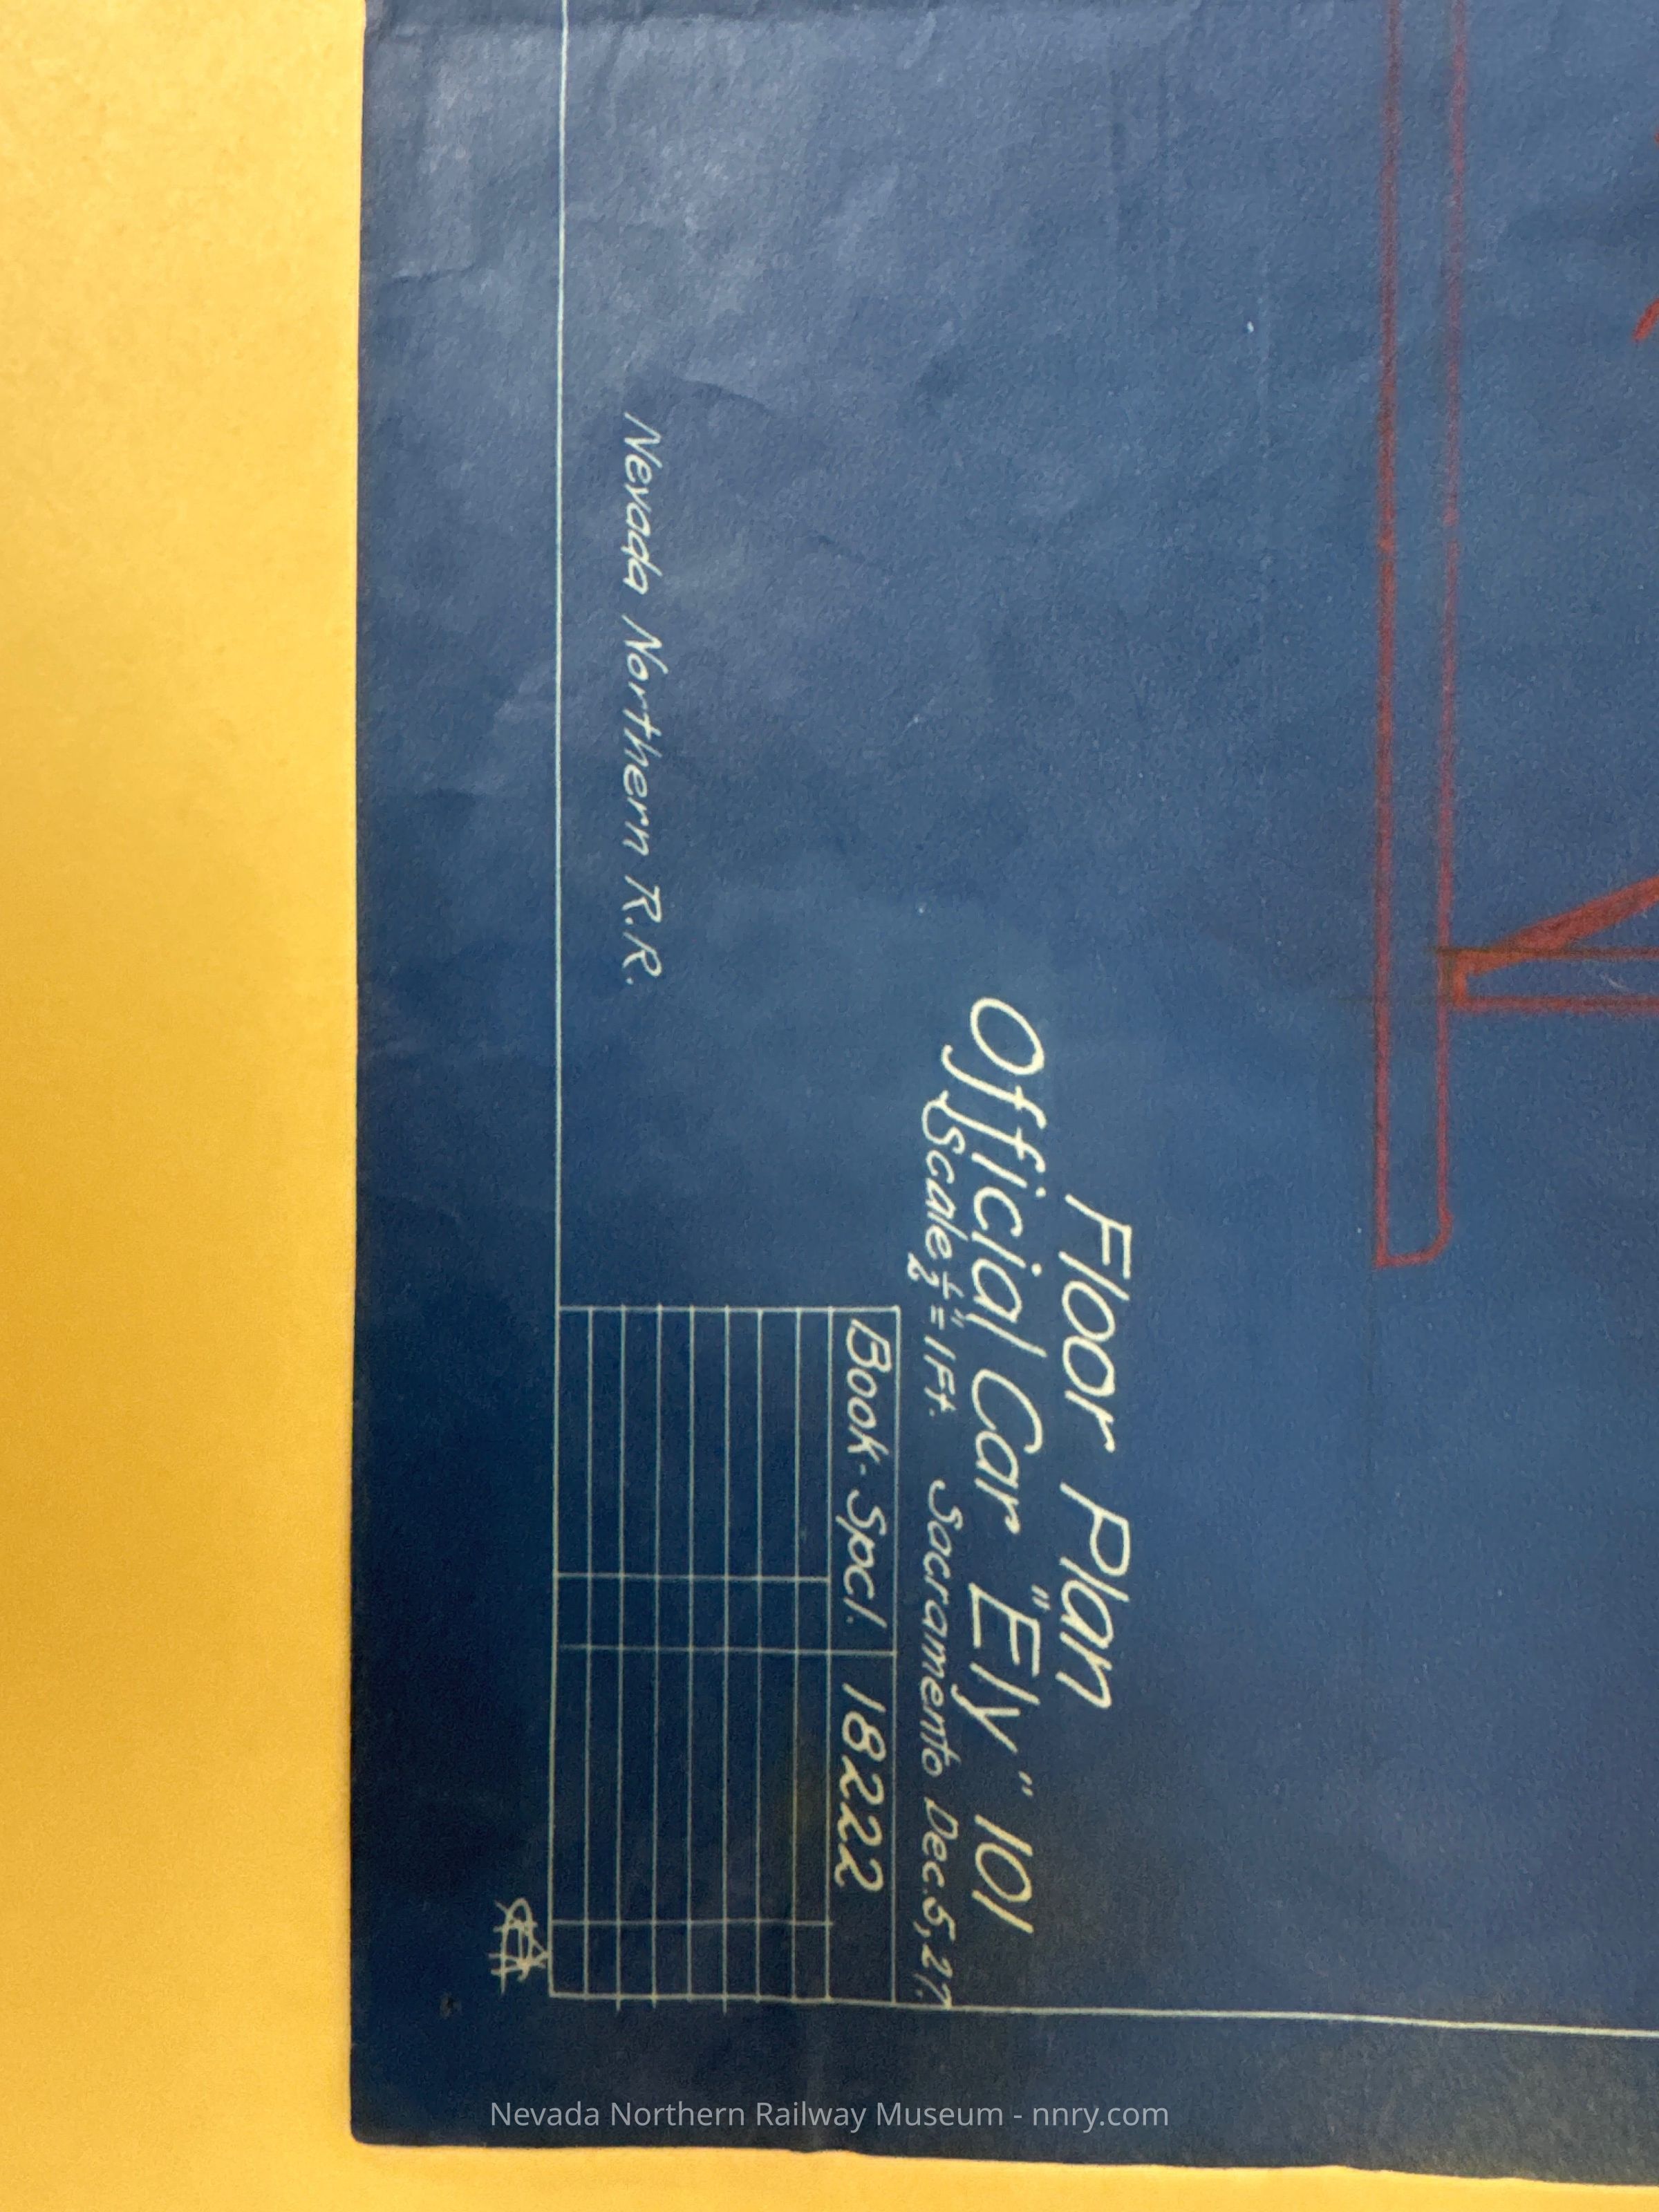 Floor Plan
Official Car "Ely" 101
Scale 1/2" = 1 Ft. Sacramento Dec. 5, 27.
Book-Spcl. 18222
Nevada Northern R.R.
Nevada Northern Railway Museum - nnry.com